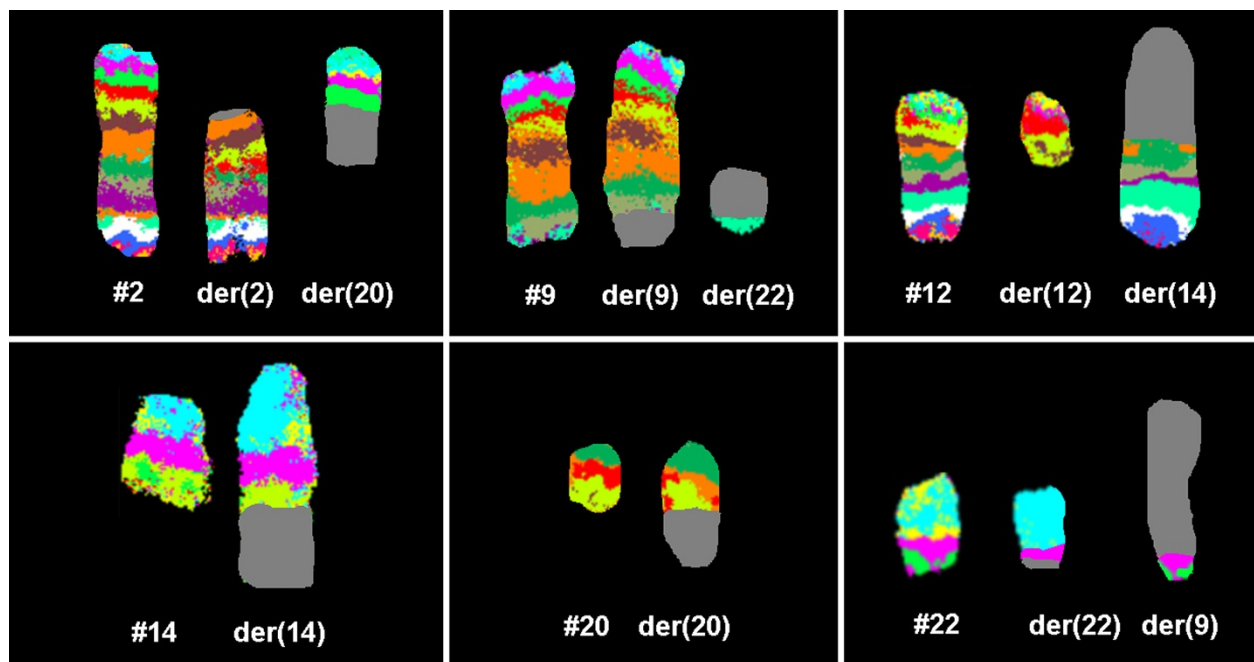 #2 der(2) der(20)
#9 der(9) der(22)
#12 der(12) der(14)
#14 der(14)
#20 der(20)
#22 der(22) der(9)